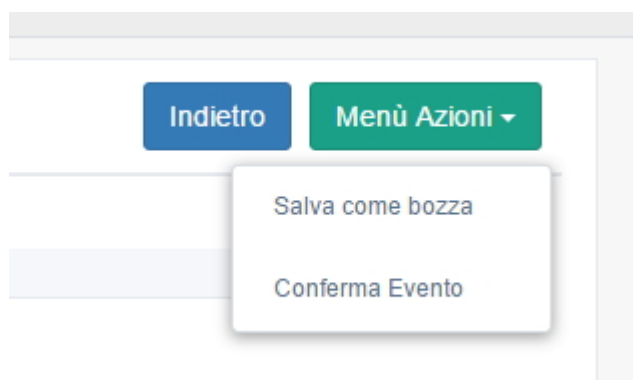 Indietro
Menù Azioni
Salva come bozza
Conferma Evento